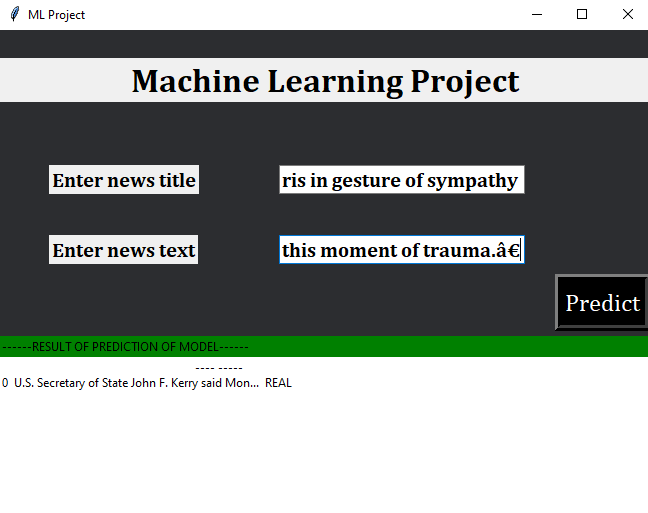 ML Project
Machine Learning Project
Enter news title
ris in gesture of sympathy
Enter news text
this moment of trauma.â€
Predict
------RESULT OF PREDICTION OF MODEL------
---- -----
0 U.S. Secretary of State John F. Kerry said Mon... REAL